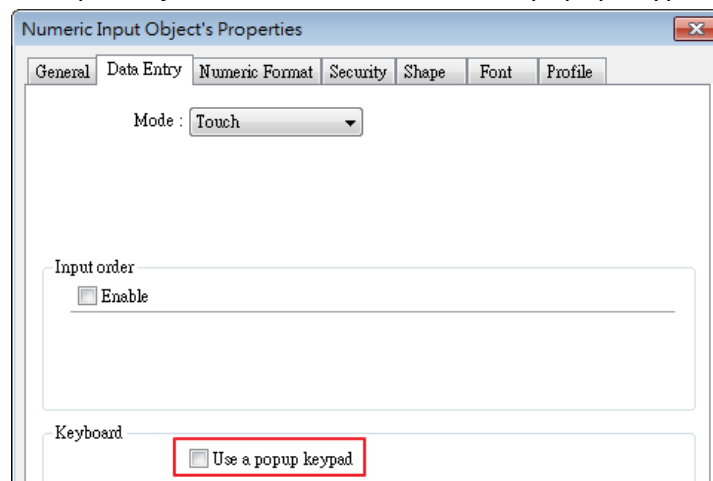 Numeric Input Object's Properties
General Data Entry Numeric Format Security Shape Font Profile
Mode : Touch
Input order
Enable
Keyboard
Use a popup keypad